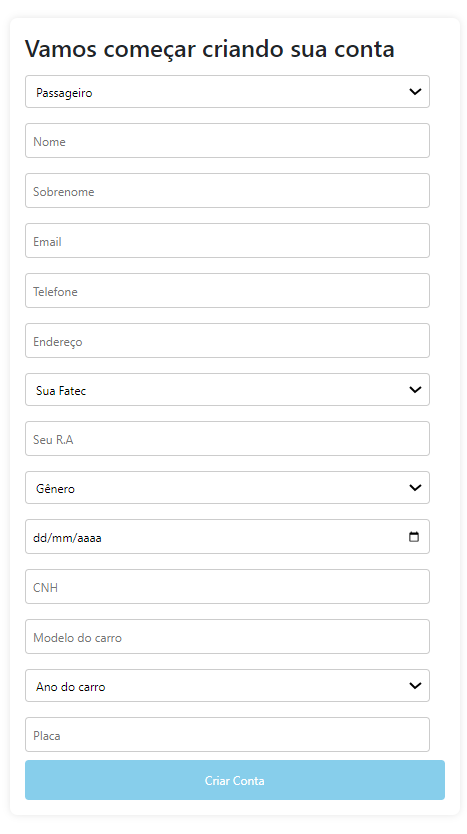 Vamos começar criando sua conta
Passageiro
Nome
Sobrenome
Email
Telefone
Endereço
Sua Fatec
Seu R.A
Gênero
dd/mm/aaaa
CNH
Modelo do carro
Ano do carro
Placa
Criar Conta